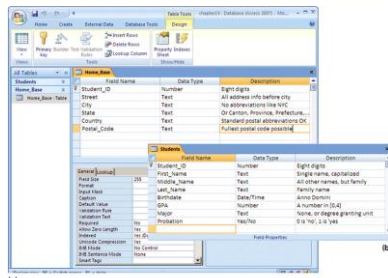 chapter01 : Database (Access 2007) - Mic...
Table Tools
Home
Create
External Data
Database Tools
Design
View
Primary Key
Builder
Test Validation Rules
Insert Rows
Delete Rows
Lookup Column
Property Sheet
Indexes
Views
Tools
Show/Hide
All Tables
Students
Home_Base
Home_Base : Table
Home_Base
Field Name Data Type Description
Student_ID Number Eight digits
Street Text All address info before city
City Text No abbreviations like NYC
State Text Or Canton, Province, Prefecture, ...
Country Text Standard postal abbreviations OK
Postal_Code Text Fullest postal code possible
Students
Field Name Data Type Description
Student_ID Number Eight digits
First_Name Text Single name, capitalized
Middle_Name Text All other names, but family
Last_Name Text Family name
Birthdate Date/Time Anno Domini
GPA Number A number in [0,4]
Major Text None, or degree granting unit
Probation Yes/No 0 is 'no', 1 is 'yes
Field Properties
General Lookup
Field Size 255
Format
Input Mask
Caption
Default Value
Validation Rule
Validation Text
Required No
Allow Zero Length Yes
Indexed
Unicode Compression Yes
IME Mode No Control
IME Sentence Mode None
Smart Tags
(b